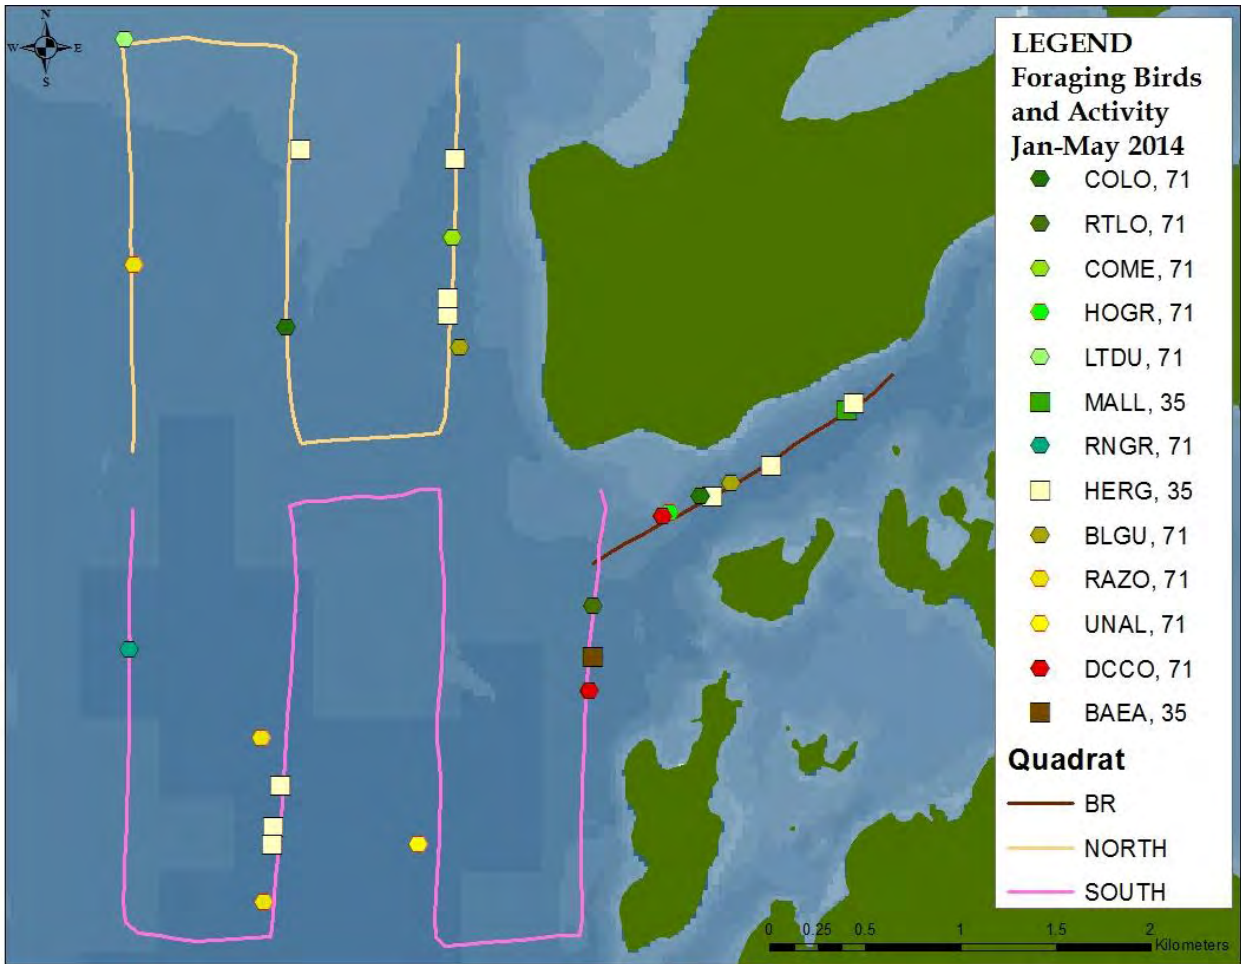 N
W E
S
LEGEND
Foraging Birds
and Activity
Jan-May 2014
COLO, 71
RTLO, 71
COME, 71
HOGR, 71
LTDU, 71
MALL, 35
RNGR, 71
HERG, 35
BLGU, 71
RAZO, 71
UNAL, 71
DCCO, 71
BAEA, 35
Quadrat
BR
NORTH
SOUTH
0 0.25 0.5 1 1.5 2
Kilometers